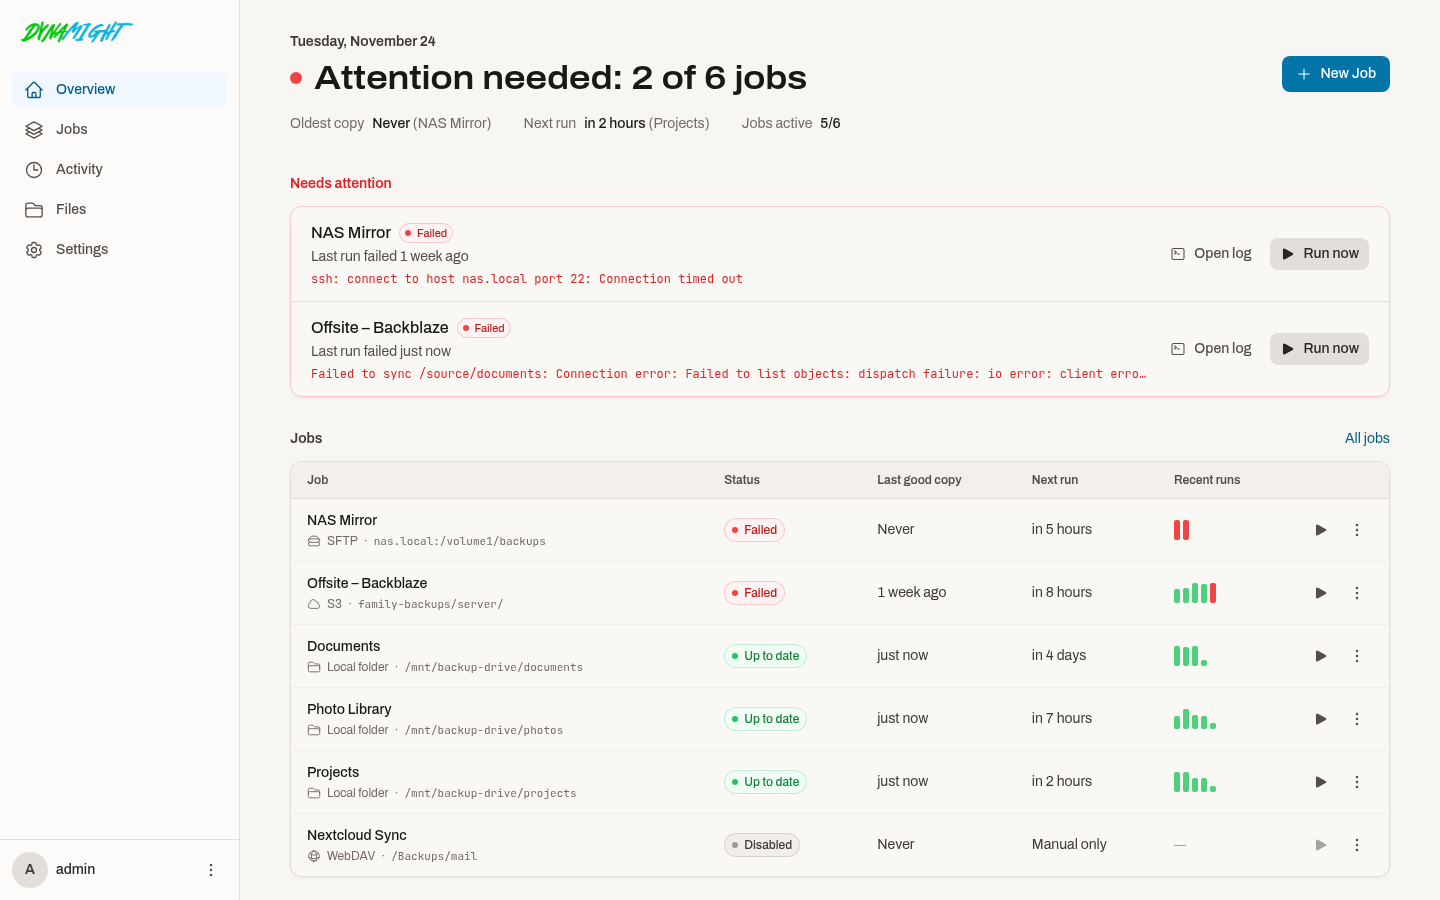 DYNAMIGHT
Overview
Jobs
Activity
Files
Settings
A
admin
Tuesday, November 24
Attention needed: 2 of 6 jobs
New Job
Oldest copy Never (NAS Mirror) Next run in 2 hours (Projects) Jobs active 5/6
Needs attention
NAS Mirror Failed
Last run failed 1 week ago
ssh: connect to host nas.local port 22: Connection timed out
Open log Run now
Offsite – Backblaze Failed
Last run failed just now
Failed to sync /source/documents: Connection error: Failed to list objects: dispatch failure: io error: client erro…
Open log Run now
Jobs All jobs
Job Status Last good copy Next run Recent runs
NAS Mirror
SFTP · nas.local:/volume1/backups
Failed Never in 5 hours
Offsite – Backblaze
S3 · family-backups/server/
Failed 1 week ago in 8 hours
Documents
Local folder · /mnt/backup-drive/documents
Up to date just now in 4 days
Photo Library
Local folder · /mnt/backup-drive/photos
Up to date just now in 7 hours
Projects
Local folder · /mnt/backup-drive/projects
Up to date just now in 2 hours
Nextcloud Sync
WebDAV · /Backups/mail
Disabled Never Manual only —